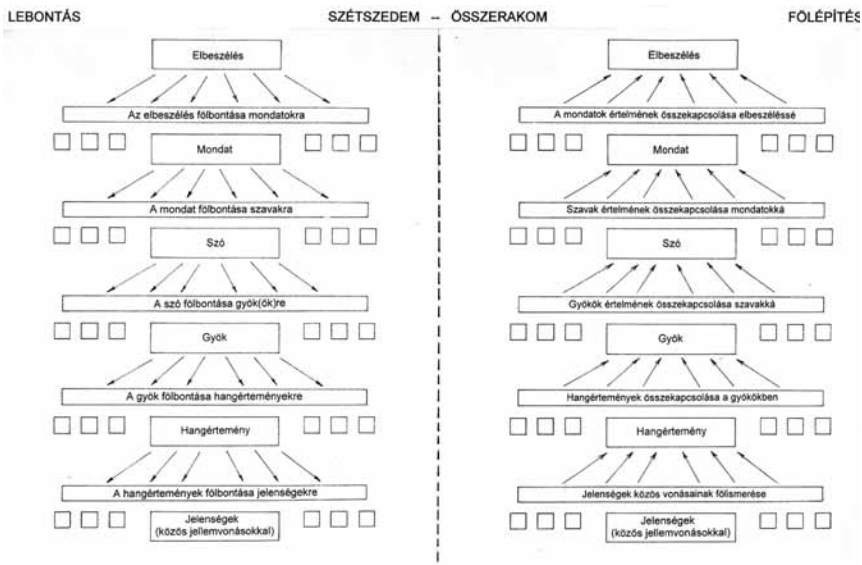 LEBONTÁS
SZÉTSZEDEM -- ÖSSZERAKOM
FÖLÉPÍTÉS
Elbeszélés
Az elbeszélés fölbontása mondatokra
Mondat
A mondat fölbontása szavakra
Szó
A szó fölbontása gyök(ök)re
Gyök
A gyök fölbontása hangérteményekre
Hangértemény
A hangértemények fölbontása jelenségekre
Jelenségek
(közös jellemvonásokkal)
Elbeszélés
A mondatok értelmének összekapcsolása elbeszéléssé
Mondat
Szavak értelmének összekapcsolása mondatokká
Szó
Gyökök értelmének összekapcsolása szavakká
Gyök
Hangértemények összekapcsolása a gyökökben
Hangértemény
Jelenségek közös vonásainak fölismerése
Jelenségek
(közös jellemvonásokkal)